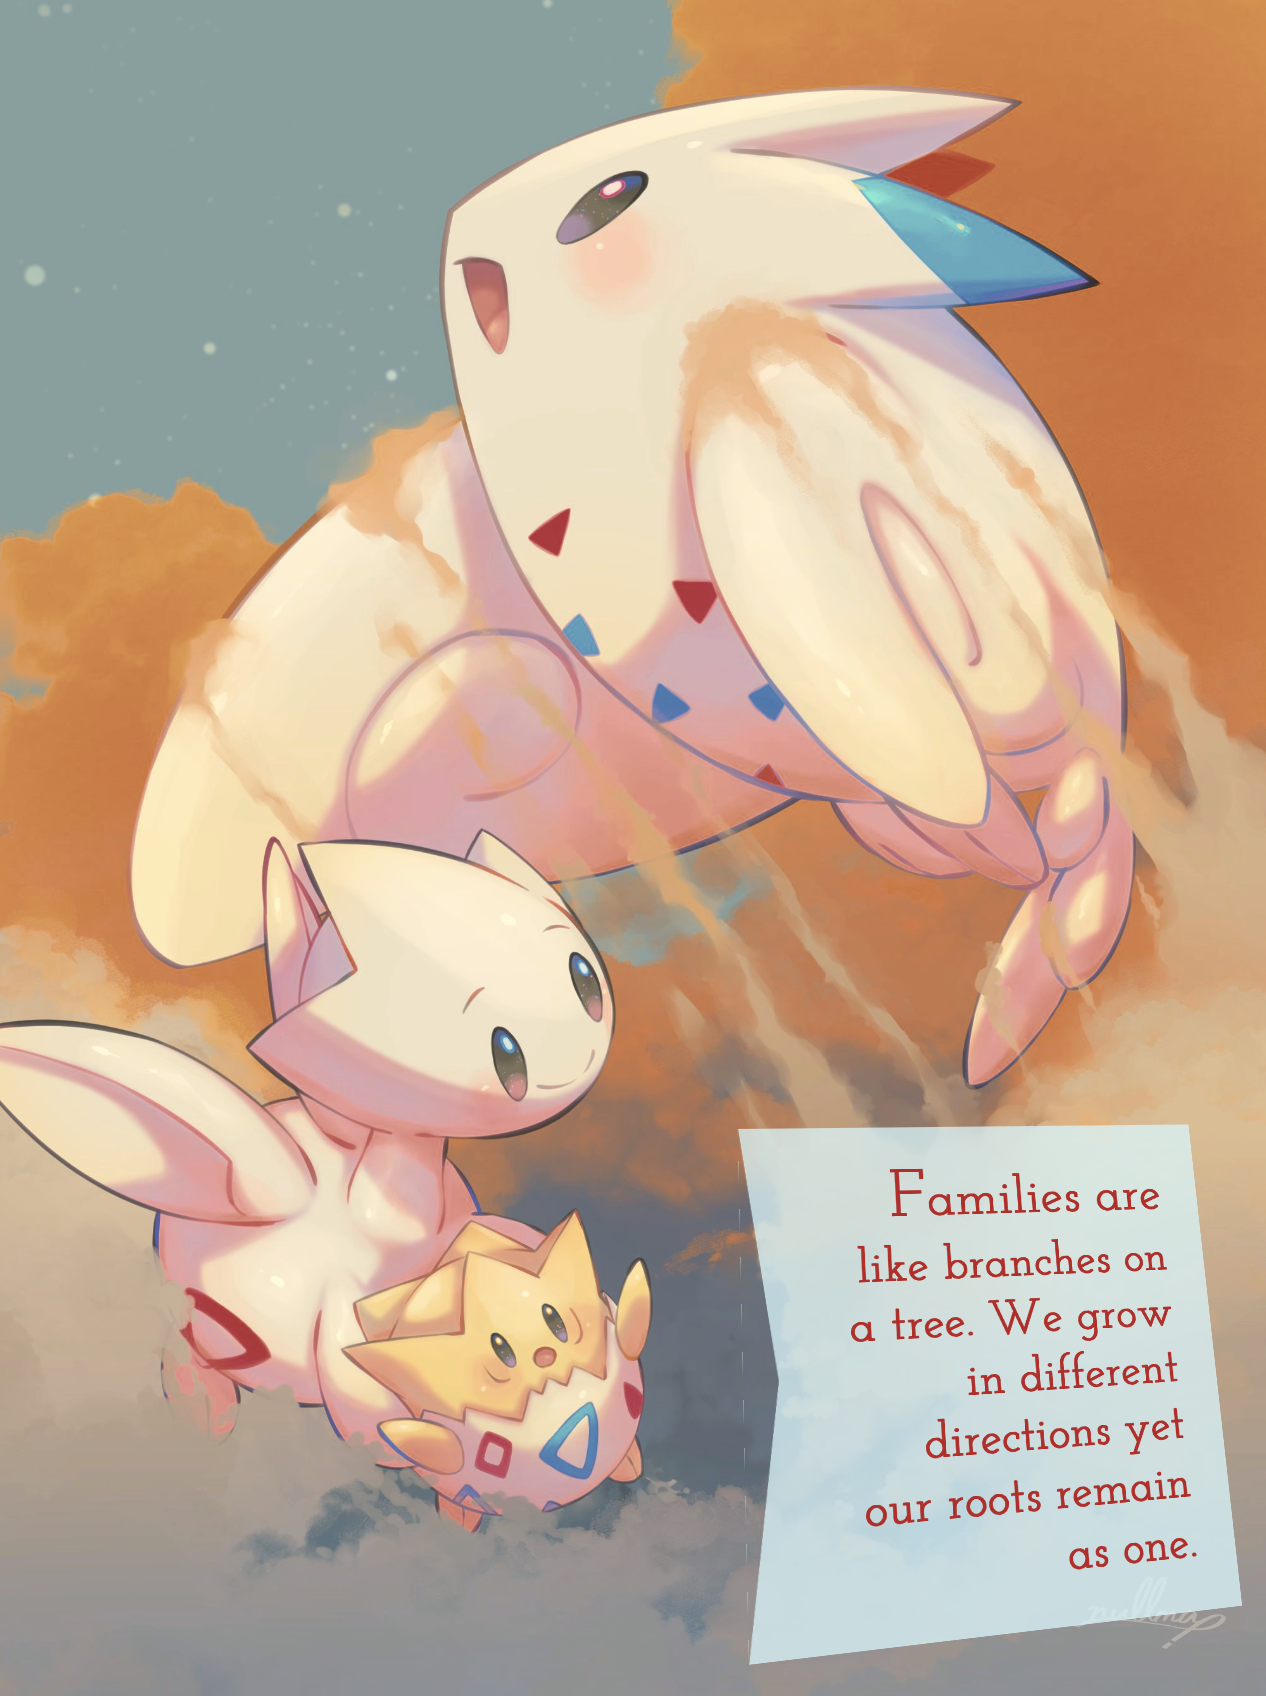 Families are
like branches on
a tree. We grow
in different
directions yet
our roots remain
as one.